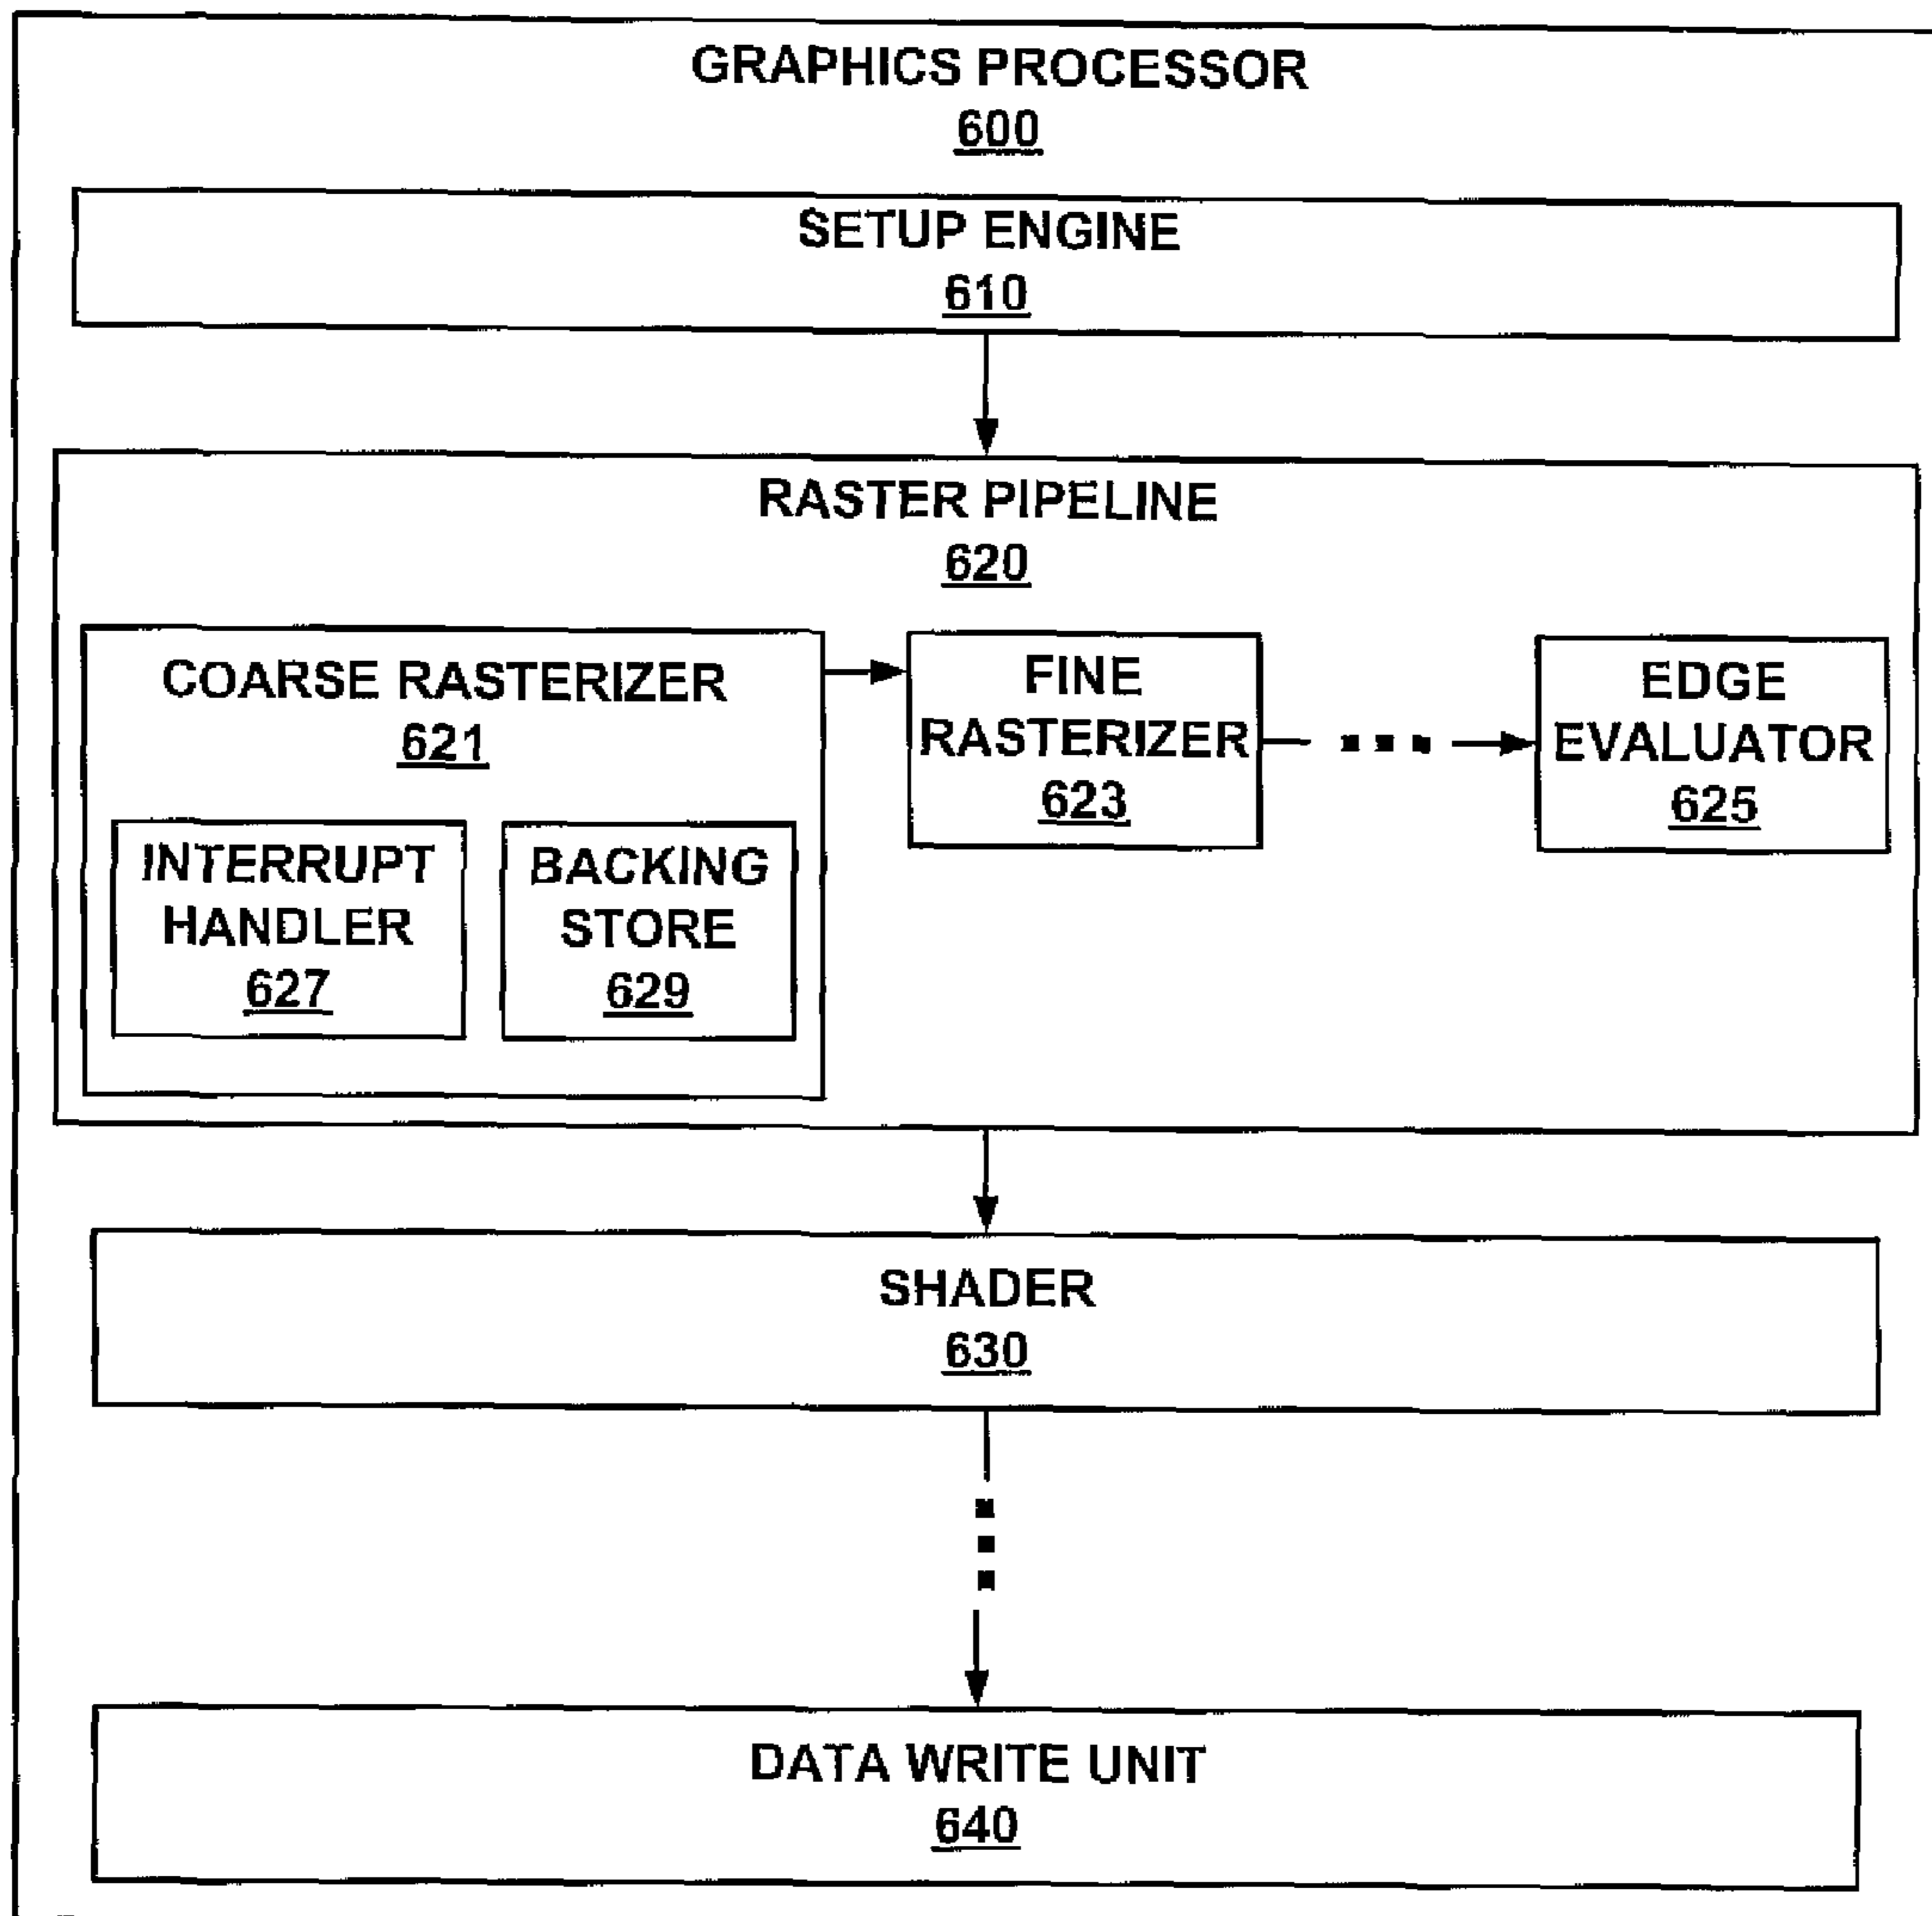 GRAPHICS PROCESSOR
600
SETUP ENGINE
610
RASTER PIPELINE
620
COARSE RASTERIZER
621
INTERRUPT
HANDLER
627
BACKING
STORE
629
FINE
RASTERIZER
623
EDGE
EVALUATOR
625
SHADER
630
DATA WRITE UNIT
640